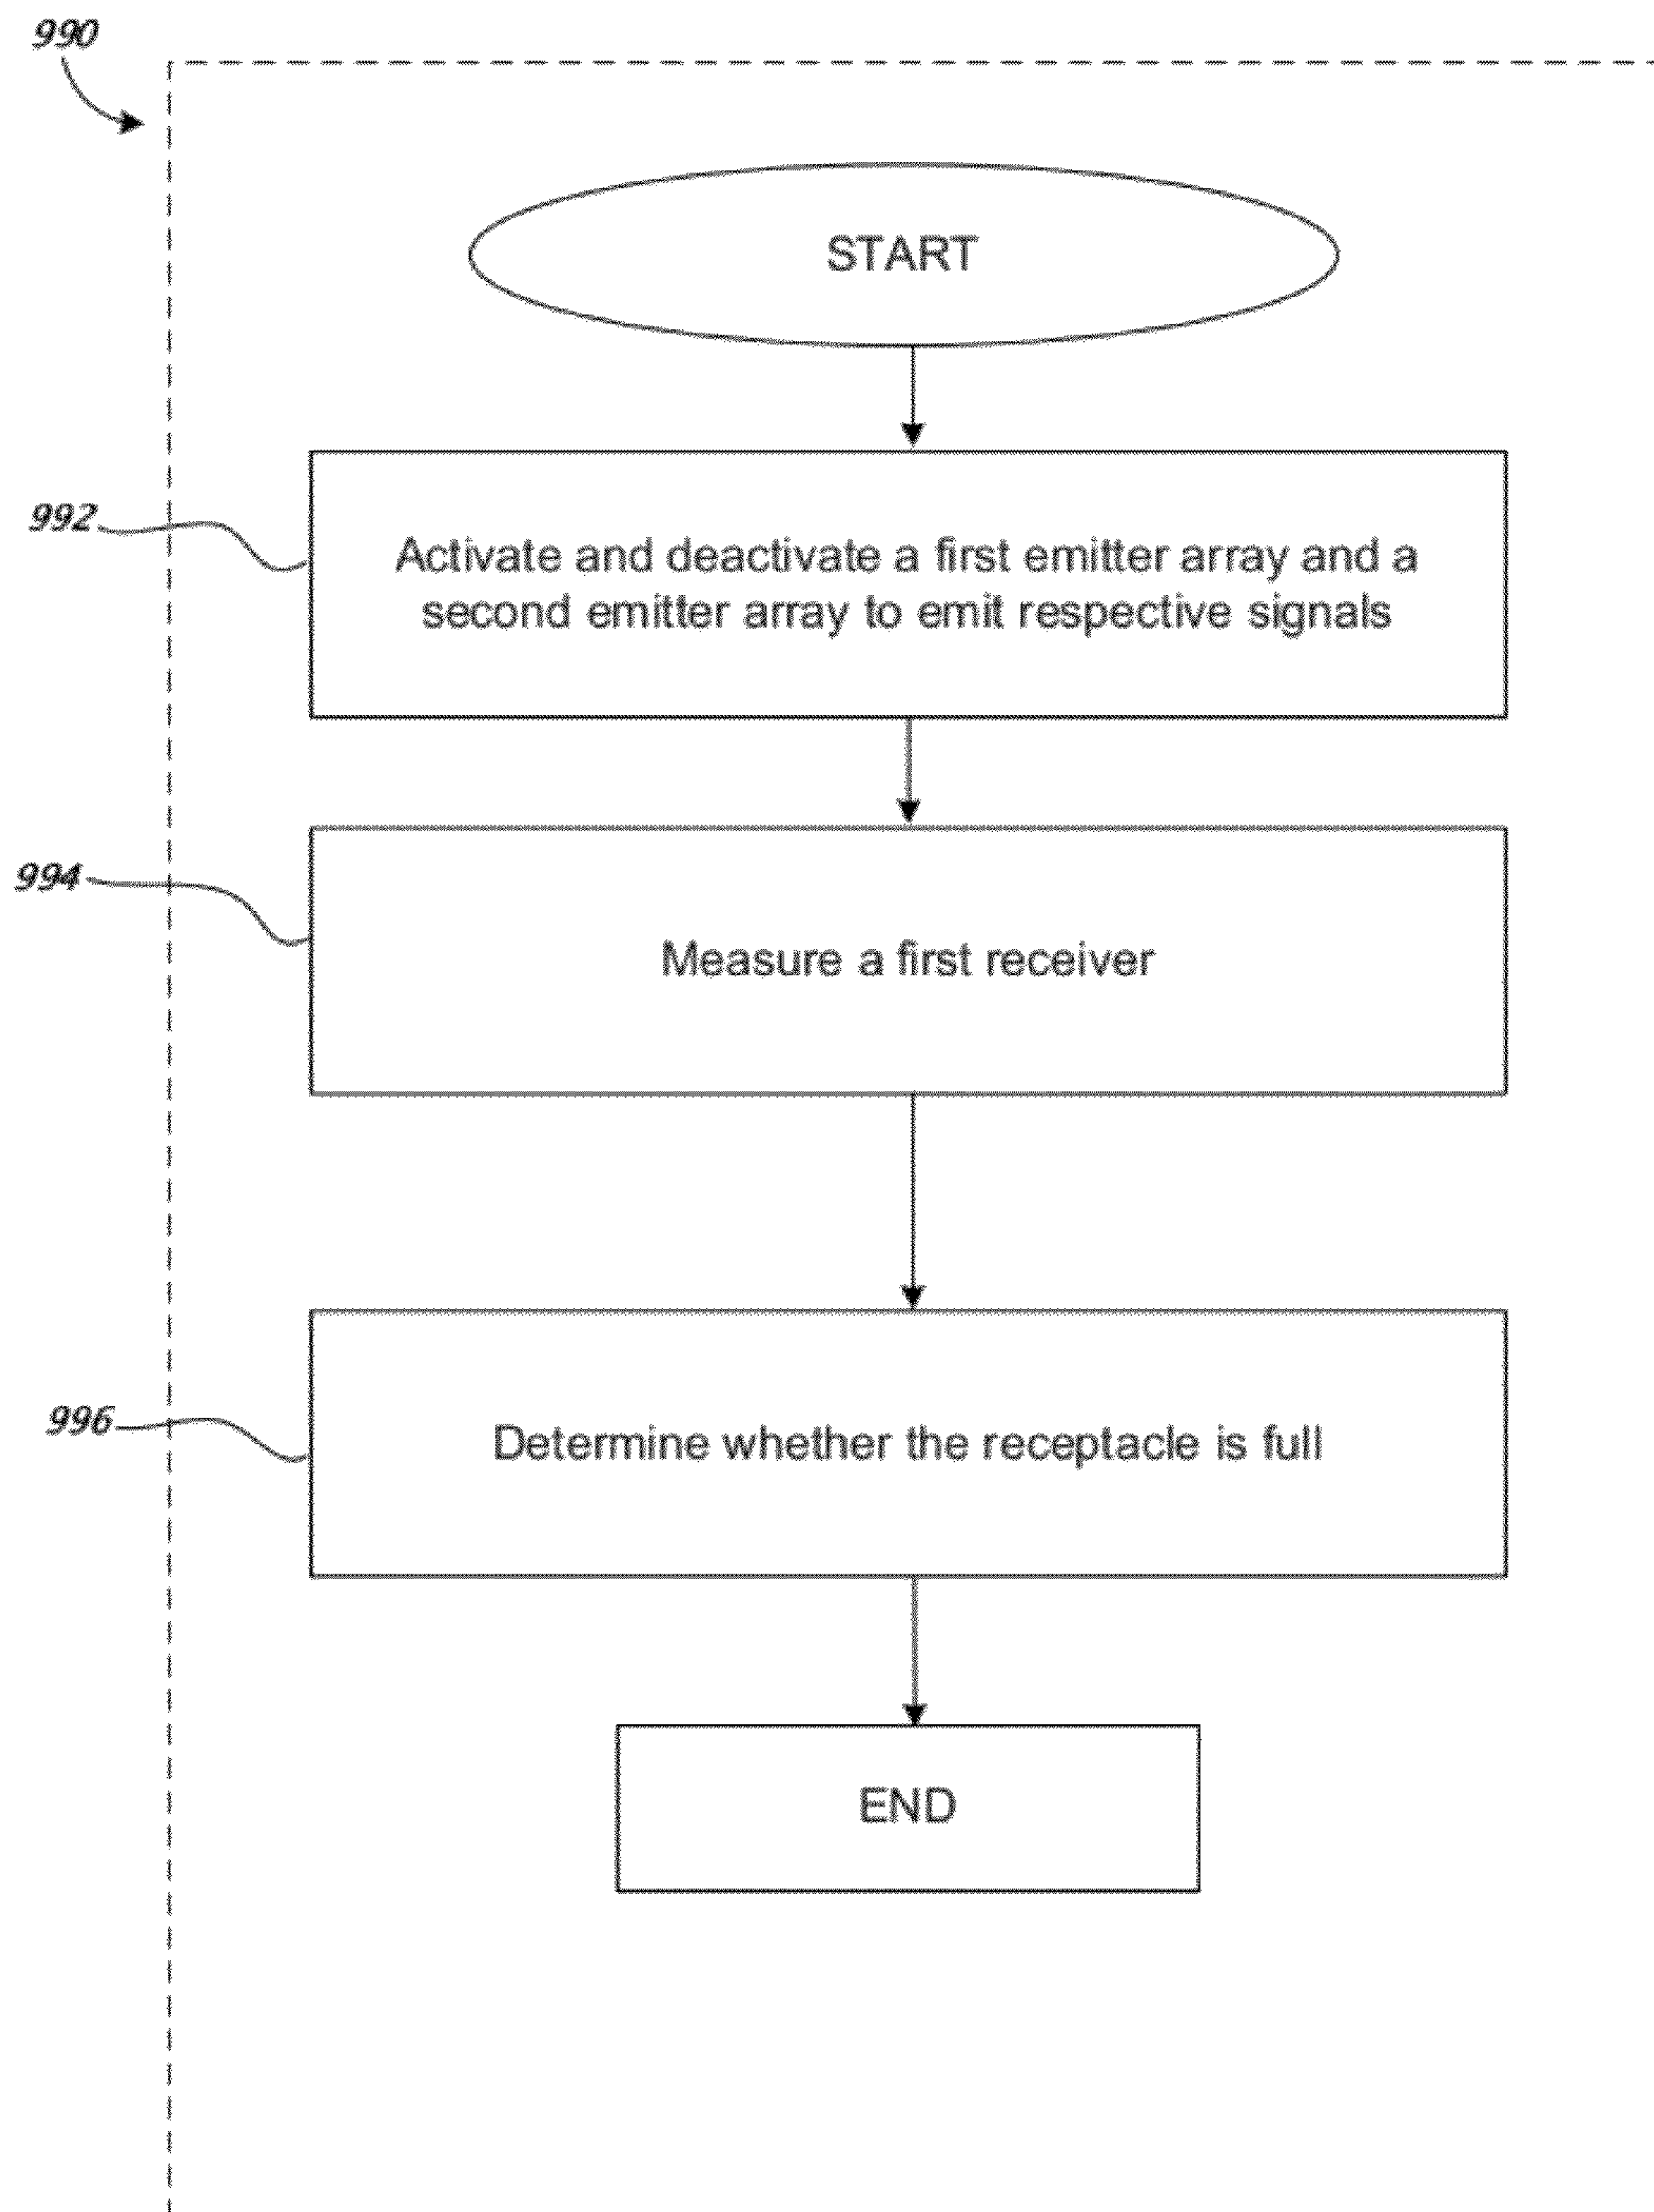 990
START
992
Activate and deactivate a first emitter array and a
second emitter array to emit respective signals
994
Measure a first receiver
996
Determine whether the receptacle is full
END